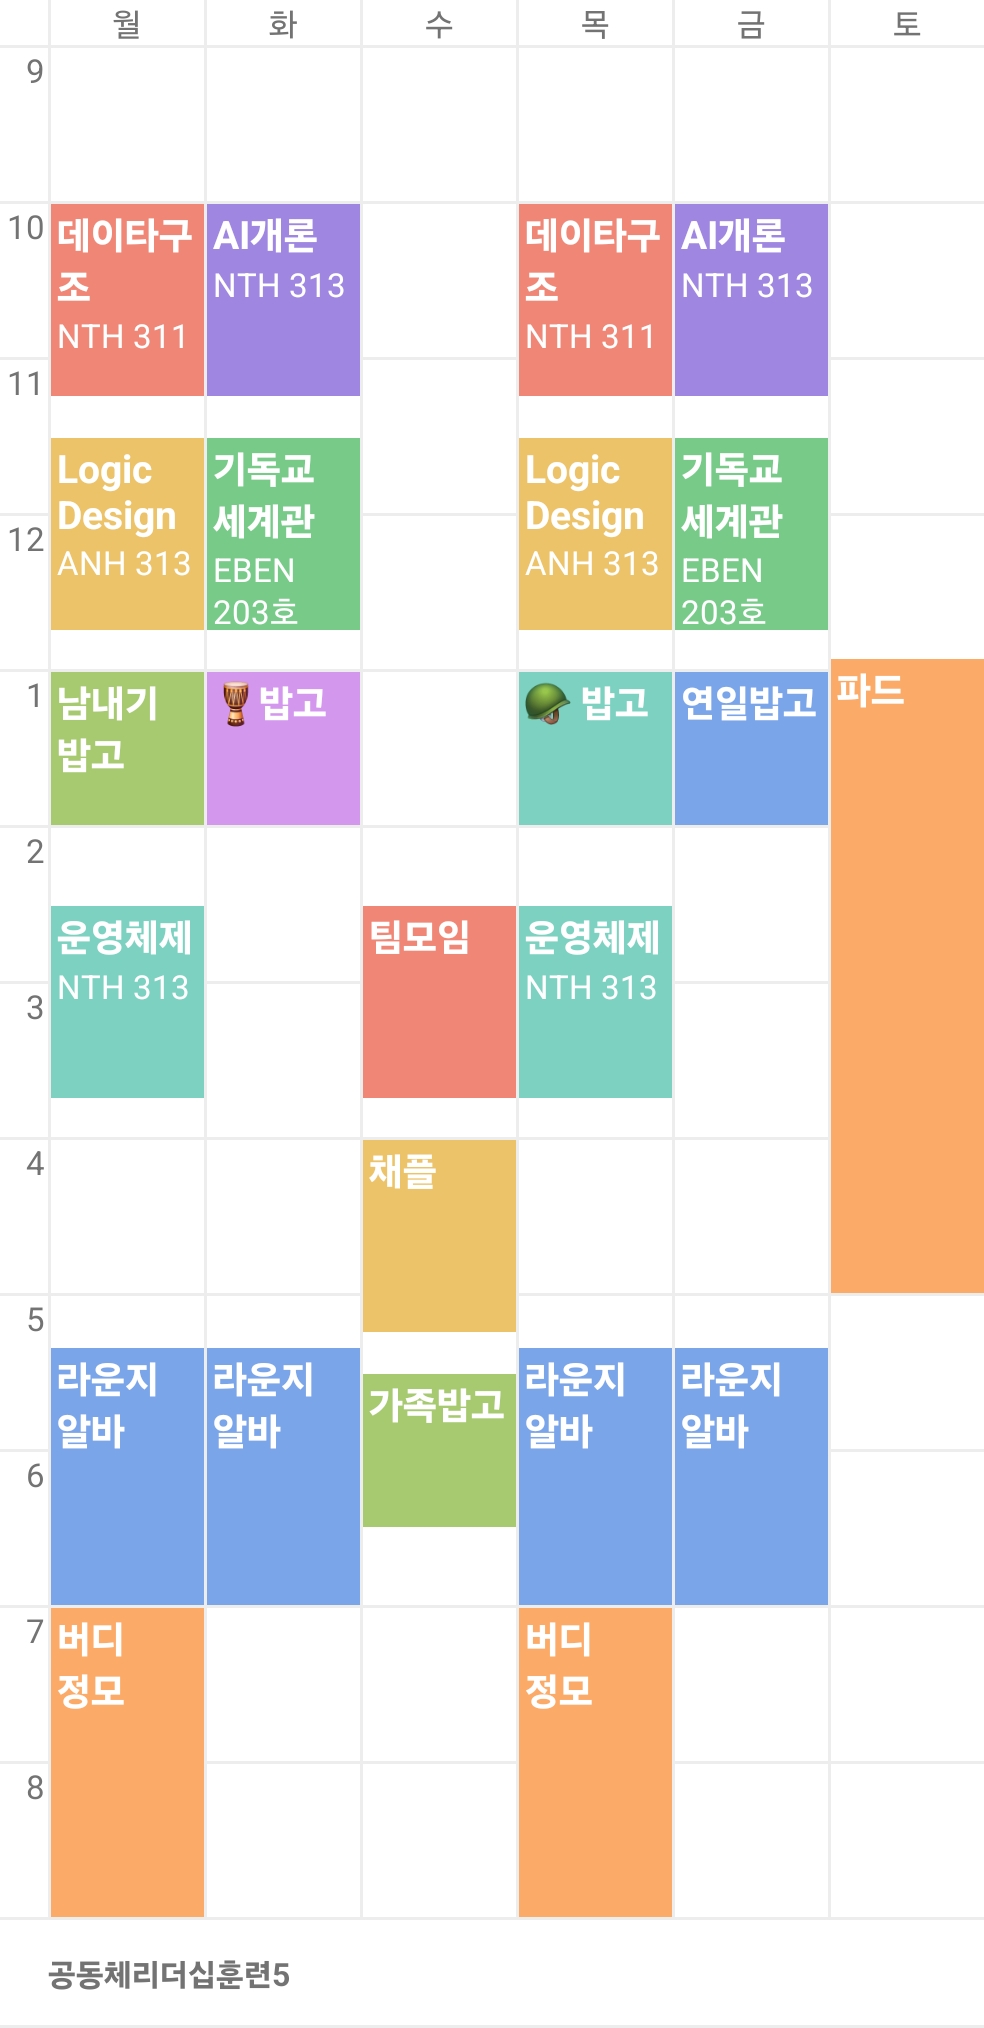 월 화 수 목 금 토
9
10
데이타구
조
NTH 311
AI개론
NTH 313
데이타구
조
NTH 311
AI개론
NTH 313
11
Logic
Design
ANH 313
기독교
세계관
EBEN
203호
Logic
Design
ANH 313
기독교
세계관
EBEN
203호
12
1
남내기
밥고
밥고
밥고
연일밥고
파드
2
운영체제
NTH 313
팀모임
운영체제
NTH 313
3
4
채플
5
라운지
알바
라운지
알바
가족밥고
라운지
알바
라운지
알바
6
7
버디
정모
버디
정모
8
공동체리더십훈련5